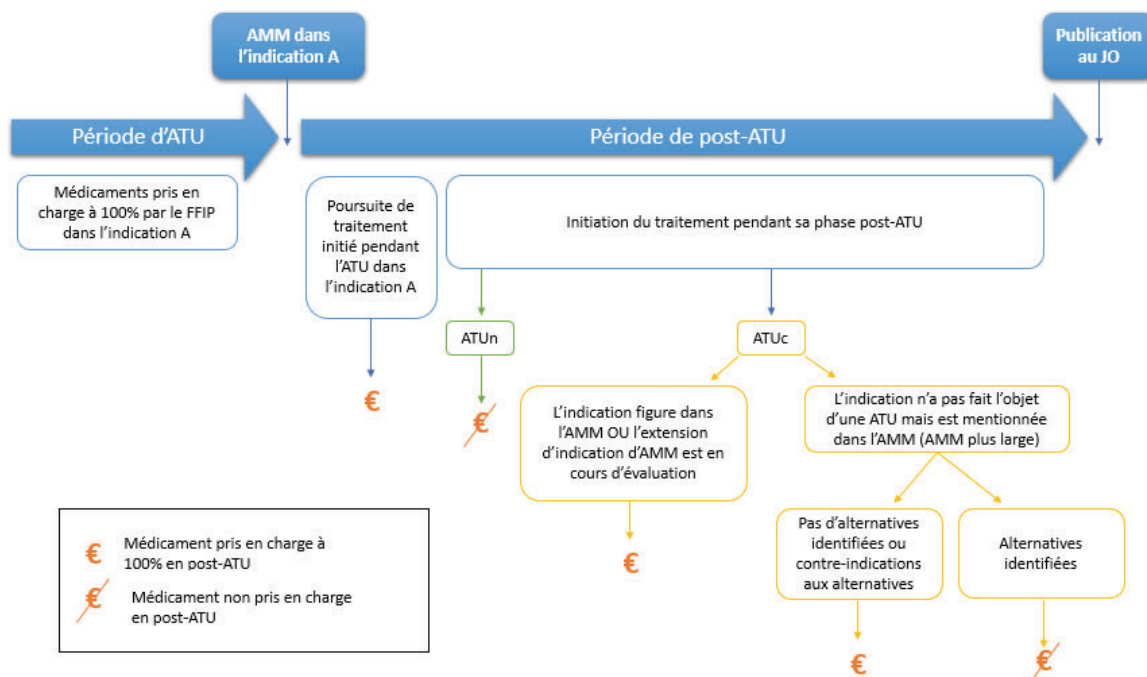 AMM dans
l’indication A
Publication
au JO
Période d’ATU
Période de post-ATU
Médicaments pris en
charge à 100% par le FFIP
dans l’indication A
Poursuite de
traitement
initié pendant
l’ATU dans
l’indication A
Initiation du traitement pendant sa phase post-ATU
ATUn
ATUc
€
€
L’indication figure dans
l’AMM OU l’extension
d’indication d’AMM est en
cours d’évaluation
L’indication n’a pas fait l’objet
d’une ATU mais est mentionnée
dans l’AMM (AMM plus large)
€
Pas d’alternatives
identifiées ou
contre-indications
aux alternatives
Alternatives
identifiées
€
€
€ Médicament pris en charge à
100% en post-ATU
€ Médicament non pris en charge
en post-ATU